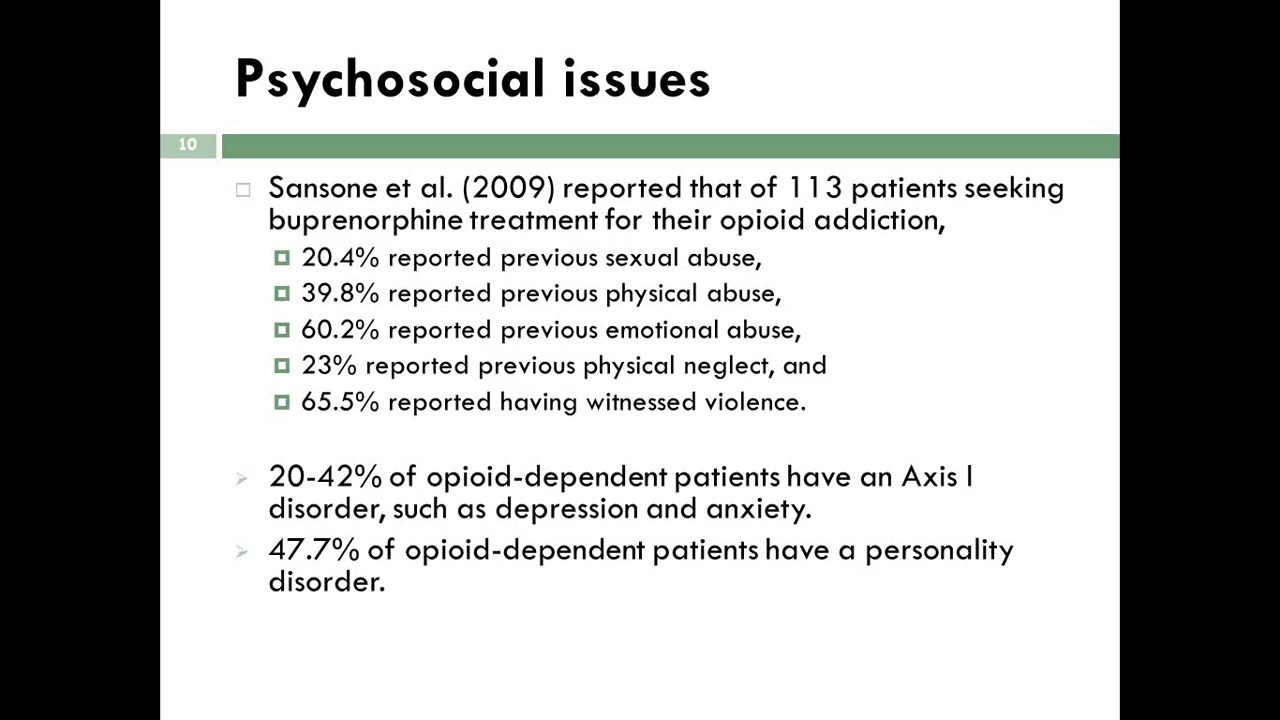 Psychosocial issues
10
Sansone et al. (2009) reported that of 113 patients seeking
buprenorphine treatment for their opioid addiction,
20.4% reported previous sexual abuse,
39.8% reported previous physical abuse,
60.2% reported previous emotional abuse,
23% reported previous physical neglect, and
65.5% reported having witnessed violence.
20-42% of opioid-dependent patients have an Axis I
disorder, such as depression and anxiety.
47.7% of opioid-dependent patients have a personality
disorder.